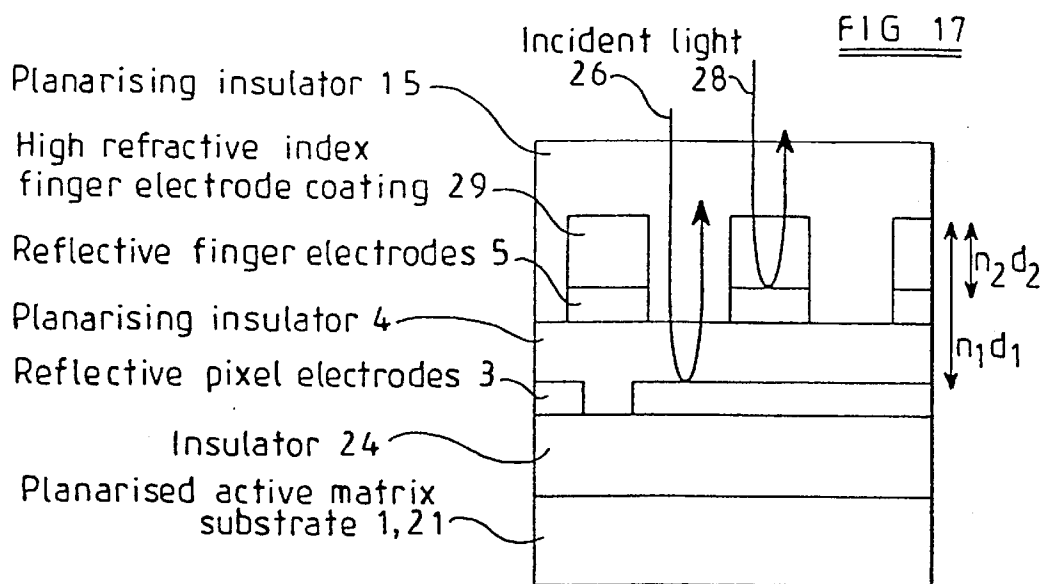 FIG 17
Incident light
26
28
Planarising insulator 15
High refractive index
finger electrode coating 29
Reflective finger electrodes 5
n₂d₂
Planarising insulator 4
n₁d₁
Reflective pixel electrodes 3
Insulator 24
Planarised active matrix
substrate 1,21